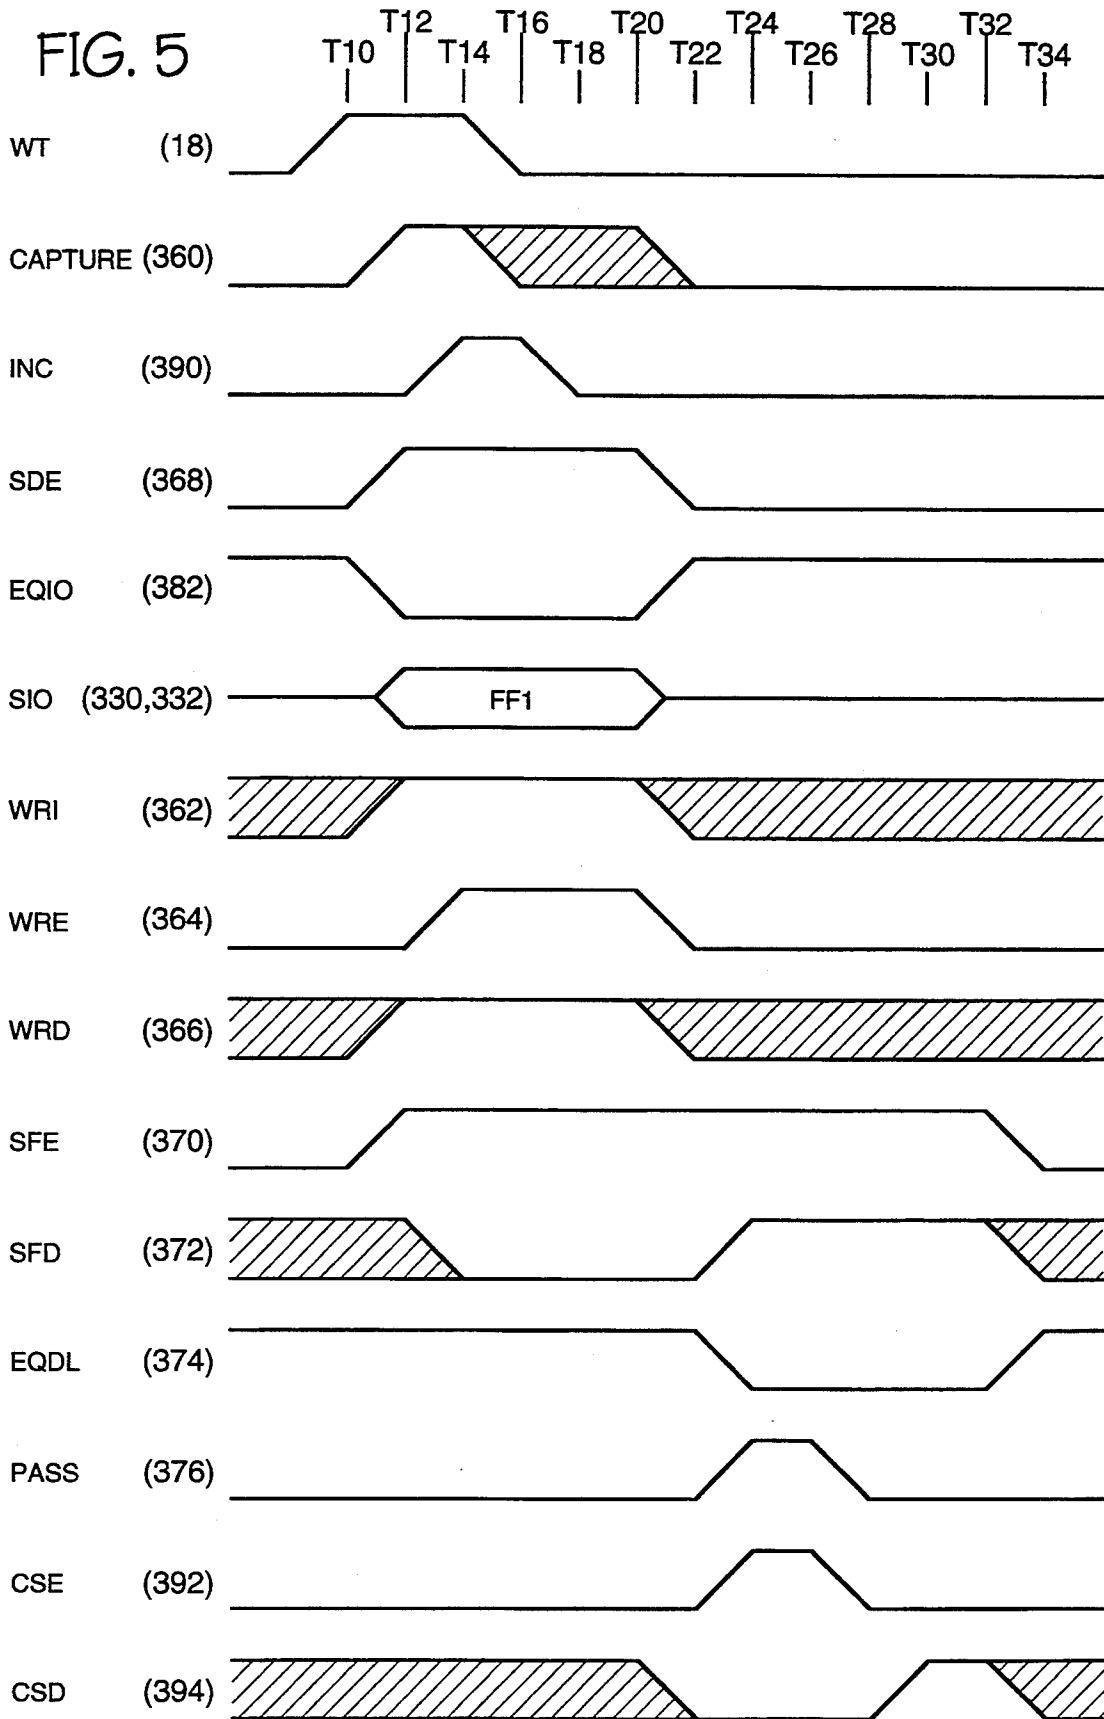 FIG. 5
T12 T16 T20 T24 T28 T32
T10 T14 T18 T22 T26 T30 T34
WT (18)
CAPTURE (360)
INC (390)
SDE (368)
EQIO (382)
SIO (330,332) FF1
WRI (362)
WRE (364)
WRD (366)
SFE (370)
SFD (372)
EQDL (374)
PASS (376)
CSE (392)
CSD (394)